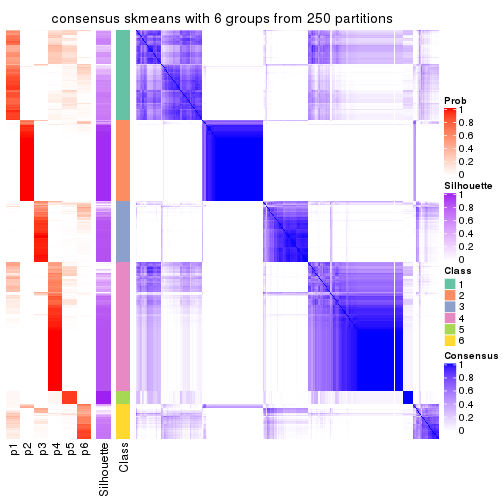 consensus skmeans with 6 groups from 250 partitions
Prob
1
0.8
0.6
0.4
0.2
0
Silhouette
1
0.8
0.6
0.4
0.2
0
Class
1
2
3
4
5
6
Consensus
1
0.8
0.6
0.4
0.2
0
p1
p2
p3
p4
p5
p6
Silhouette
Class